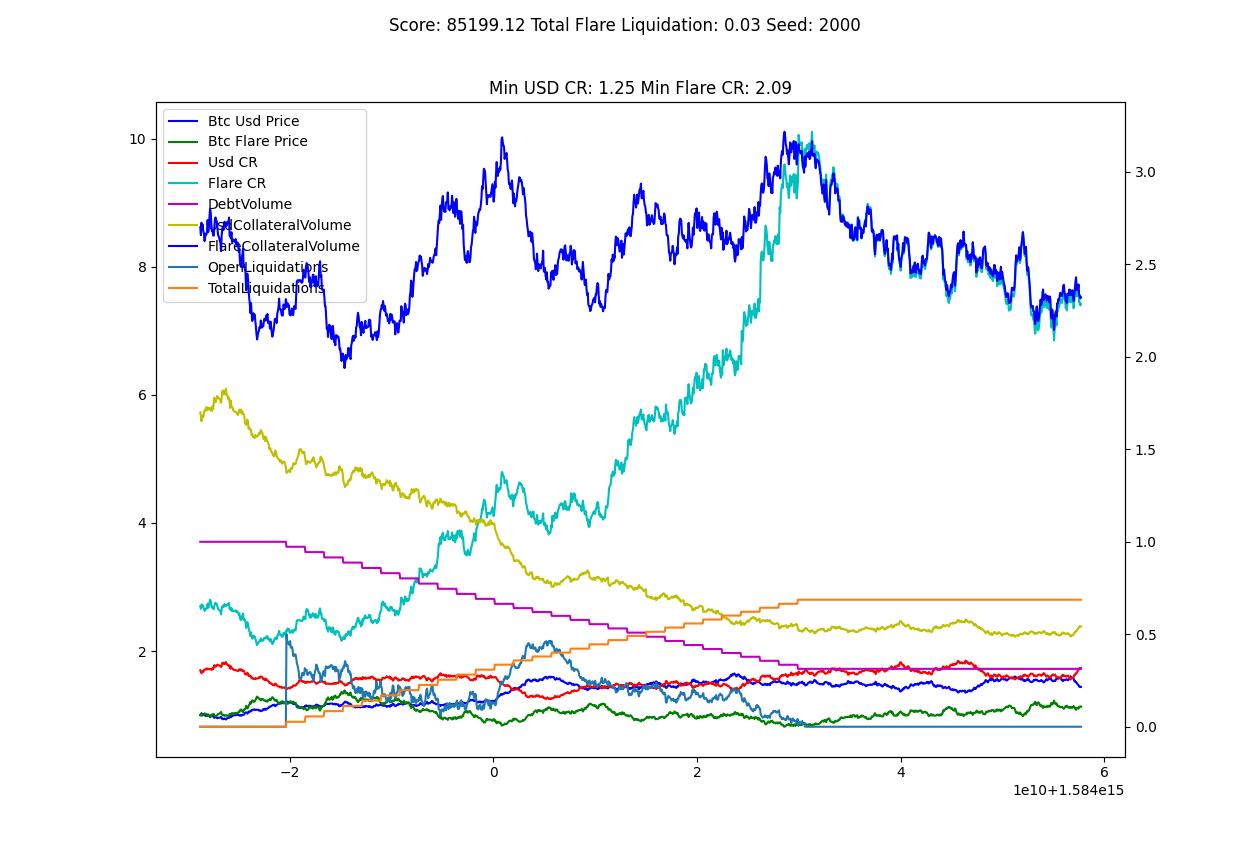 Score: 85199.12 Total Flare Liquidation: 0.03 Seed: 2000
Min USD CR: 1.25 Min Flare CR: 2.09
Btc Usd Price
Btc Flare Price
Usd CR
Flare CR
DebtVolume
UsdCollateralVolume
FlareCollateralVolume
OpenLiquidations
TotalLiquidations
10
8
6
4
2
3.0
2.5
2.0
1.5
1.0
0.5
0.0
−2
0
2
4
6
1e10+1.584e15